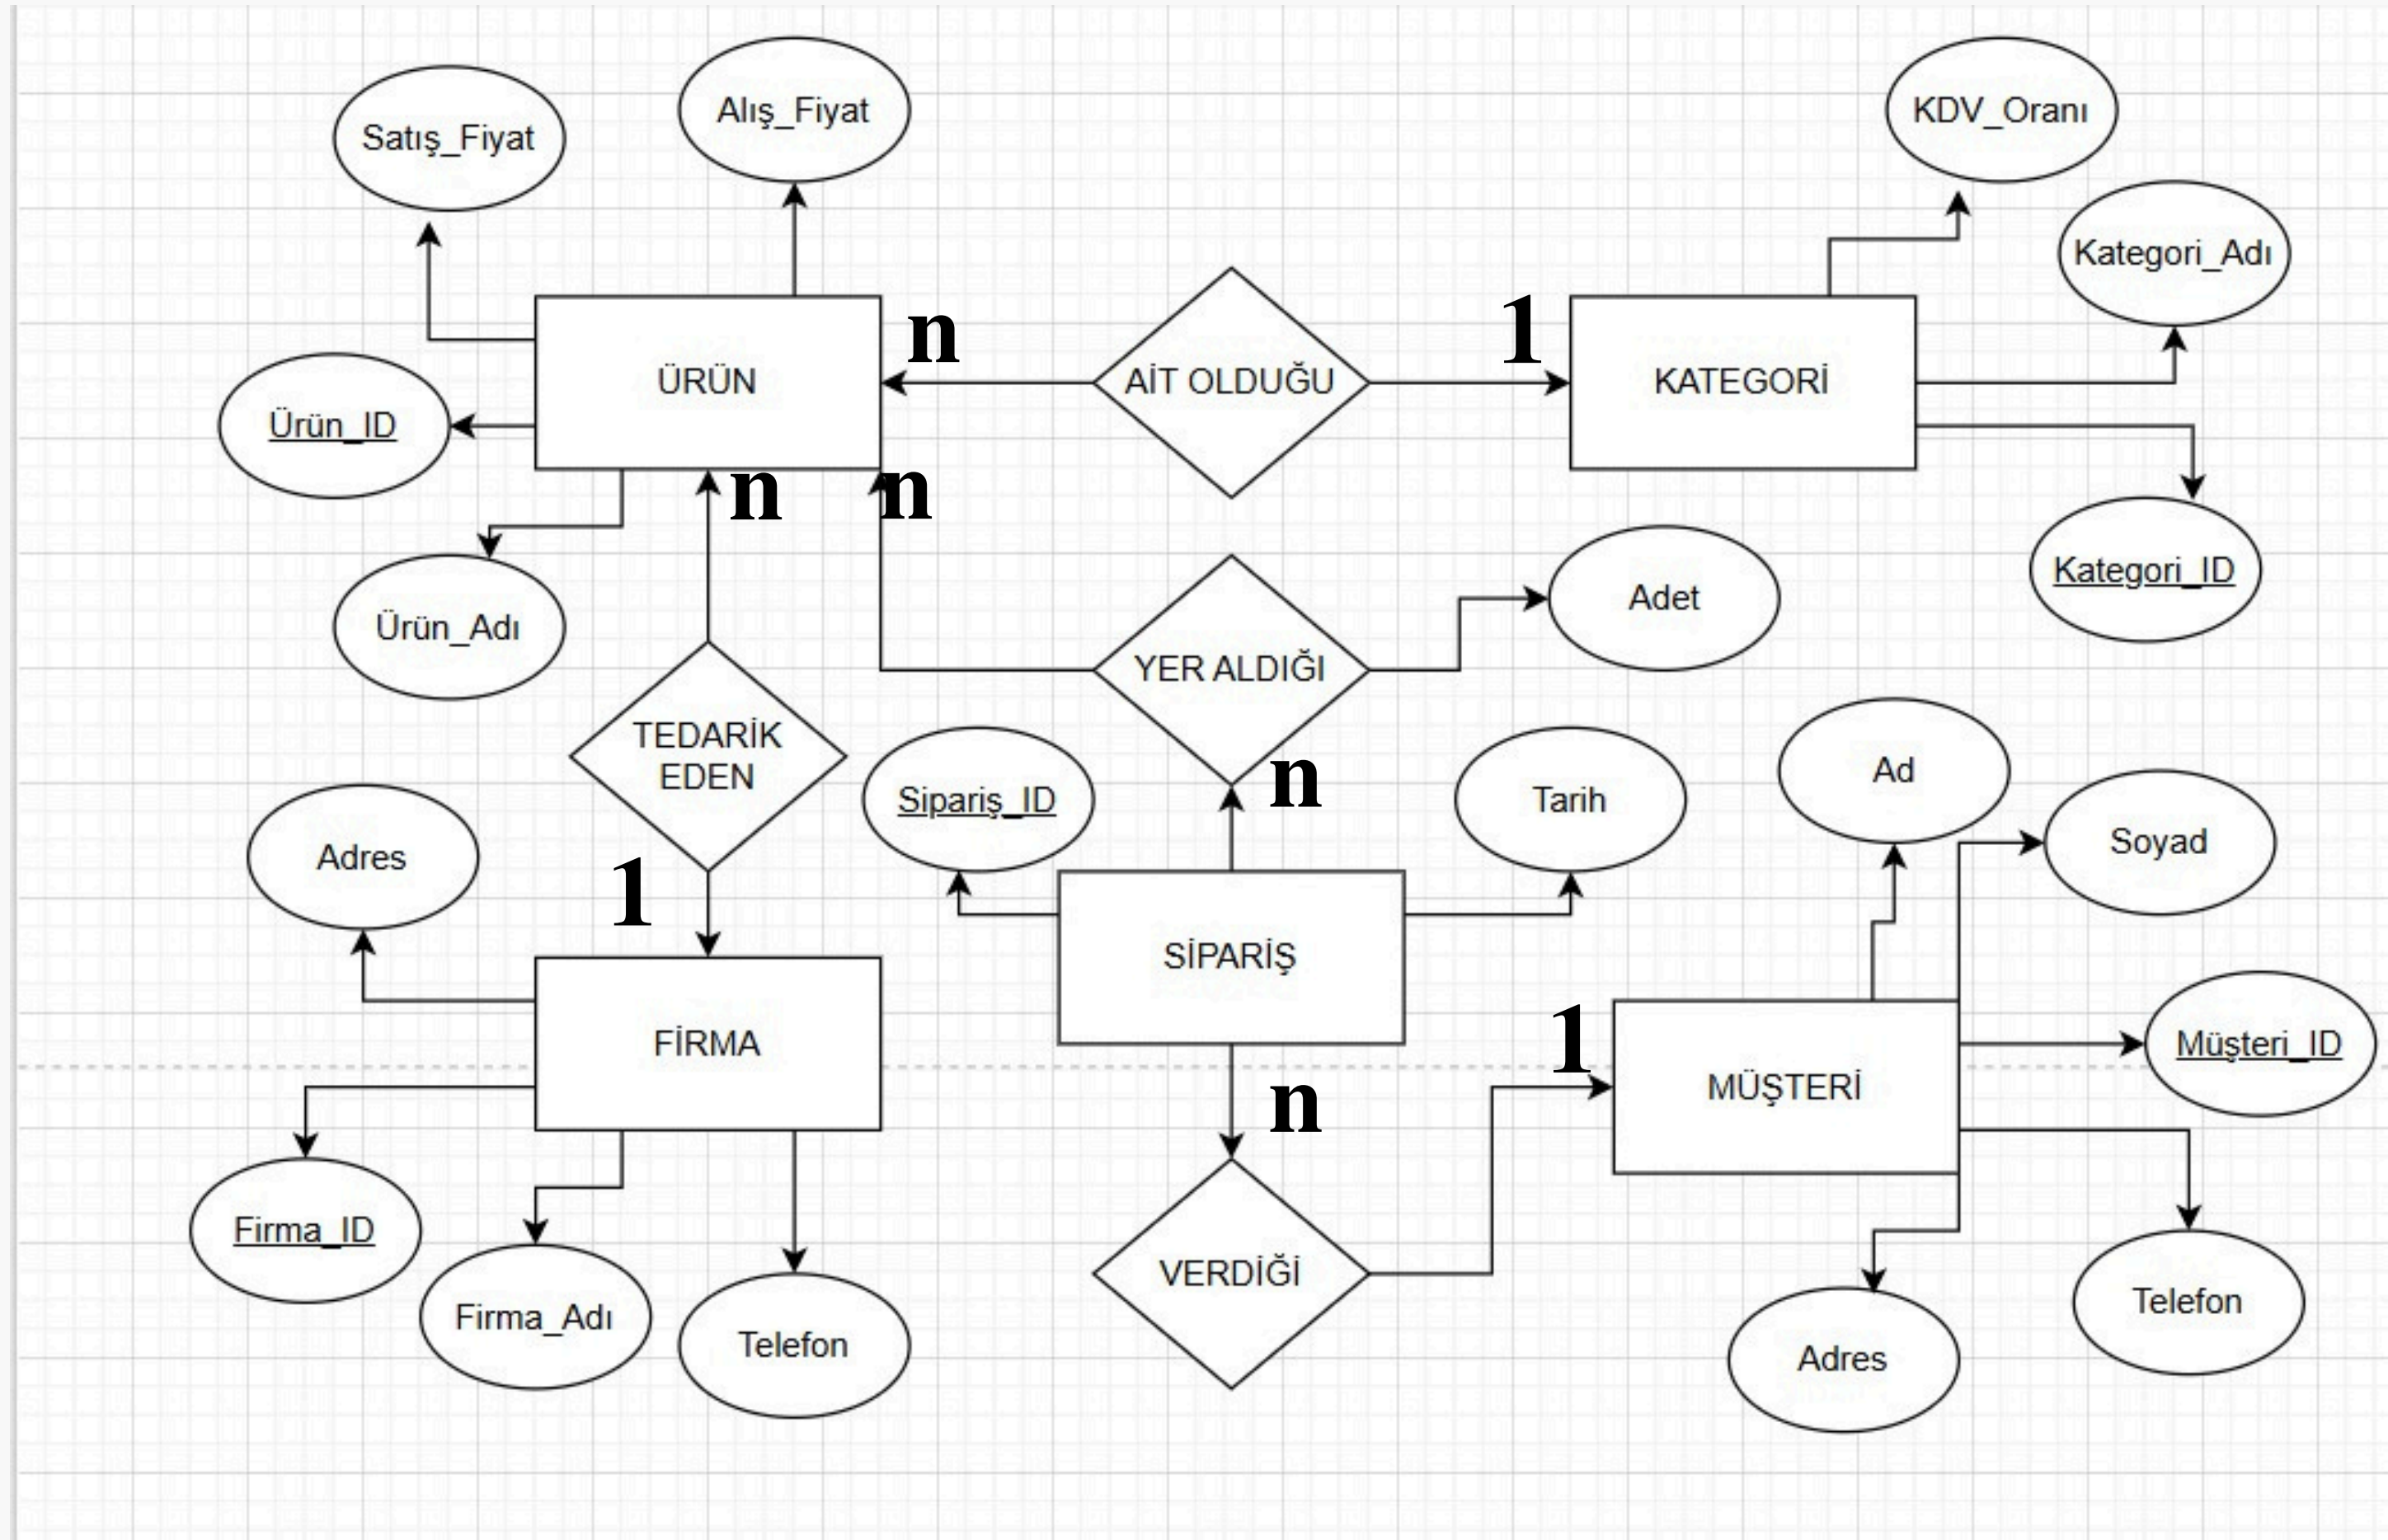 Satış_Fiyat
Alış_Fiyat
KDV_Oranı
Kategori_Adı
ÜRÜN
n
AİT OLDUĞU
1
KATEGORİ
Ürün_ID
n
n
Kategori_ID
Ürün_Adı
Adet
YER ALDIĞI
TEDARİK
EDEN
n
Sipariş_ID
Tarih
Ad
Soyad
Adres
1
SİPARİŞ
FİRMA
1
MÜŞTERİ
Müşteri_ID
n
Firma_ID
Firma_Adı
Telefon
VERDİĞİ
Telefon
Adres